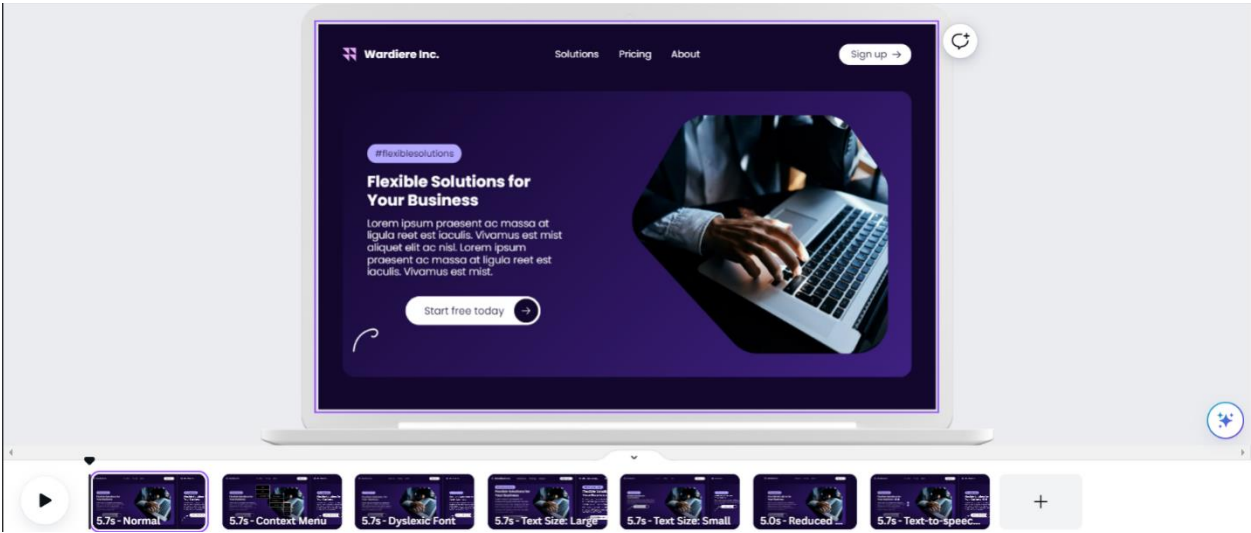 Wardiere Inc.
Solutions Pricing About
Sign up →
#flexiblesolutions
Flexible Solutions for
Your Business
Lorem ipsum praesent ac massa at
ligula reet est iaculis. Vivamus est mist
aliquet elit ac nisl. Lorem ipsum
praesent ac massa at ligula reet est
iaculis. Vivamus est mist.
Start free today →
5.7s - Normal
5.7s - Context Menu
5.7s - Dyslexic Font
5.7s - Text Size: Large
5.7s - Text Size: Small
5.0s - Reduced ...
5.7s - Text-to-speec...